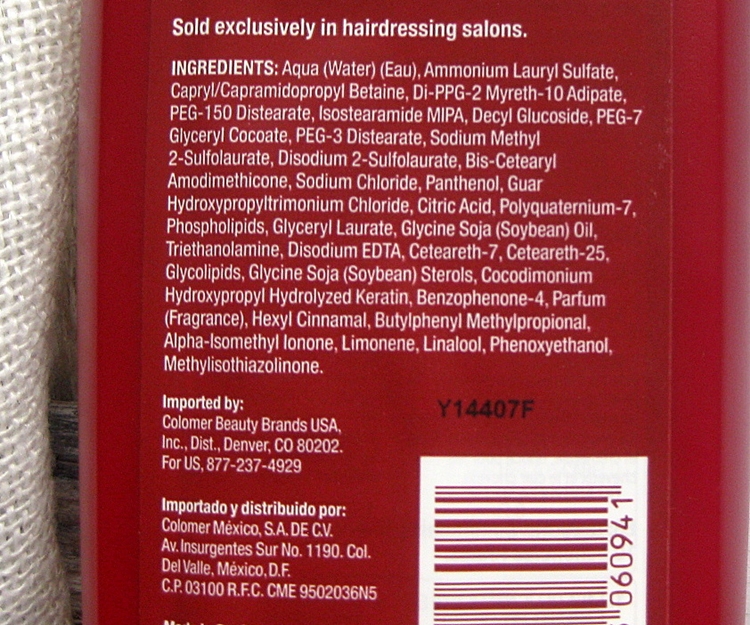 Sold exclusively in hairdressing salons.
INGREDIENTS: Aqua (Water) (Eau), Ammonium Lauryl Sulfate,
Capryl/Capramidopropyl Betaine, Di-PPG-2 Myreth-10 Adipate,
PEG-150 Distearate, Isostearamide MIPA, Decyl Glucoside, PEG-7
Glyceryl Cocoate, PEG-3 Distearate, Sodium Methyl
2-Sulfolaurate, Disodium 2-Sulfolaurate, Bis-Cetearyl
Amodimethicone, Sodium Chloride, Panthenol, Guar
Hydroxypropyltrimonium Chloride, Citric Acid, Polyquaternium-7,
Phospholipids, Glyceryl Laurate, Glycine Soja (Soybean) Oil,
Triethanolamine, Disodium EDTA, Ceteareth-7, Ceteareth-25,
Glycolipids, Glycine Soja (Soybean) Sterols, Cocodimonium
Hydroxypropyl Hydrolyzed Keratin, Benzophenone-4, Parfum
(Fragrance), Hexyl Cinnamal, Butylphenyl Methylpropional,
Alpha-Isomethyl Ionone, Limonene, Linalool, Phenoxyethanol,
Methylisothiazolinone.
Imported by:
Colomer Beauty Brands USA,
Inc., Dist., Denver, CO 80202.
For US, 877-237-4929
Y14407F
Importado y distribuido por:
Colomer México, S.A. DE C.V.
Av. Insurgentes Sur No. 1190. Col.
Del Valle, México, D.F.
C.P. 03100 R.F.C. CME 9502036N5
060941